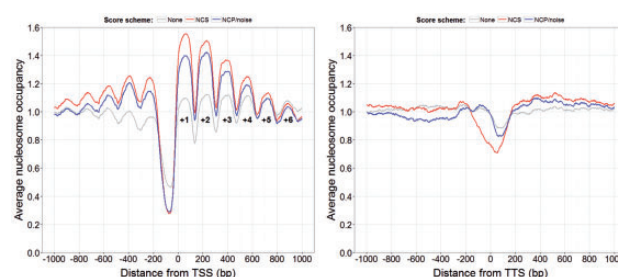 Score scheme: None NCS NCP/noise
1.6
1.4
1.2
1.0
0.8
0.6
0.4
0.2
0.0
Average nucleosome occupancy
+1 +2 +3 +4 +5 +6
-1000 -800 -600 -400 -200 0 200 400 600 800 1000
Distance from TSS (bp)
Score scheme: None NCS NCP/noise
1.6
1.4
1.2
1.0
0.8
0.6
0.4
0.2
0.0
Average nucleosome occupancy
-1000 -800 -600 -400 -200 0 200 400 600 800 1000
Distance from TTS (bp)